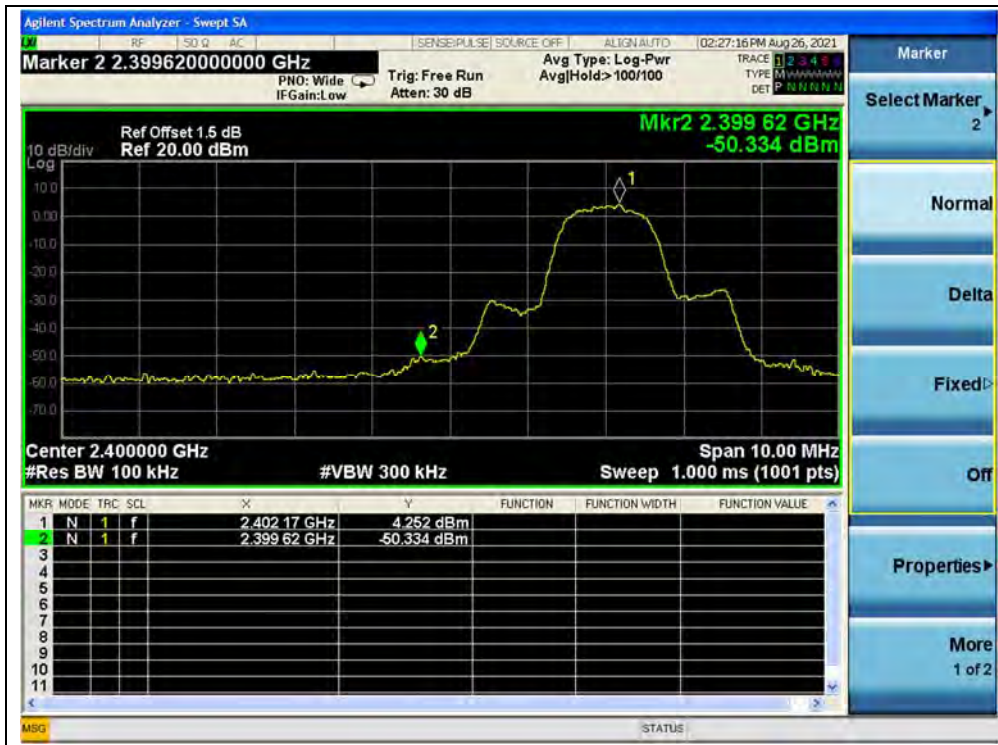 Agilent Spectrum Analyzer - Swept SA
LXI RF 50 Ω AC SENSE:PULSE SOURCE OFF ALIGNAUTO 02:27:16 PM Aug 26, 2021
Marker 2 2.399620000000 GHz
PNO: Wide
IFGain:Low
Trig: Free Run
Atten: 30 dB
Avg Type: Log-Pwr
Avg|Hold:> 100/100
TRACE 1 2 3 4 5 6
TYPE M
DET P N N N N N
Mkr2 2.399 62 GHz
-50.334 dBm
Ref Offset 1.5 dB
10 dB/div Ref 20.00 dBm
Log
10.0
0.00
-10.0
-20.0
-30.0
-40.0
-50.0
-60.0
-70.0
1
2
Center 2.400000 GHz Span 10.00 MHz
#Res BW 100 kHz #VBW 300 kHz Sweep 1.000 ms (1001 pts)
MKR MODE TRC SCL X Y FUNCTION FUNCTION WIDTH FUNCTION VALUE
1 N 1 f 2.402 17 GHz 4.252 dBm
2 N 1 f 2.399 62 GHz -50.334 dBm
3
4
5
6
7
8
9
10
11
MSG STATUS
Marker
Select Marker
2
Normal
Delta
Fixed
Off
Properties
More
1 of 2